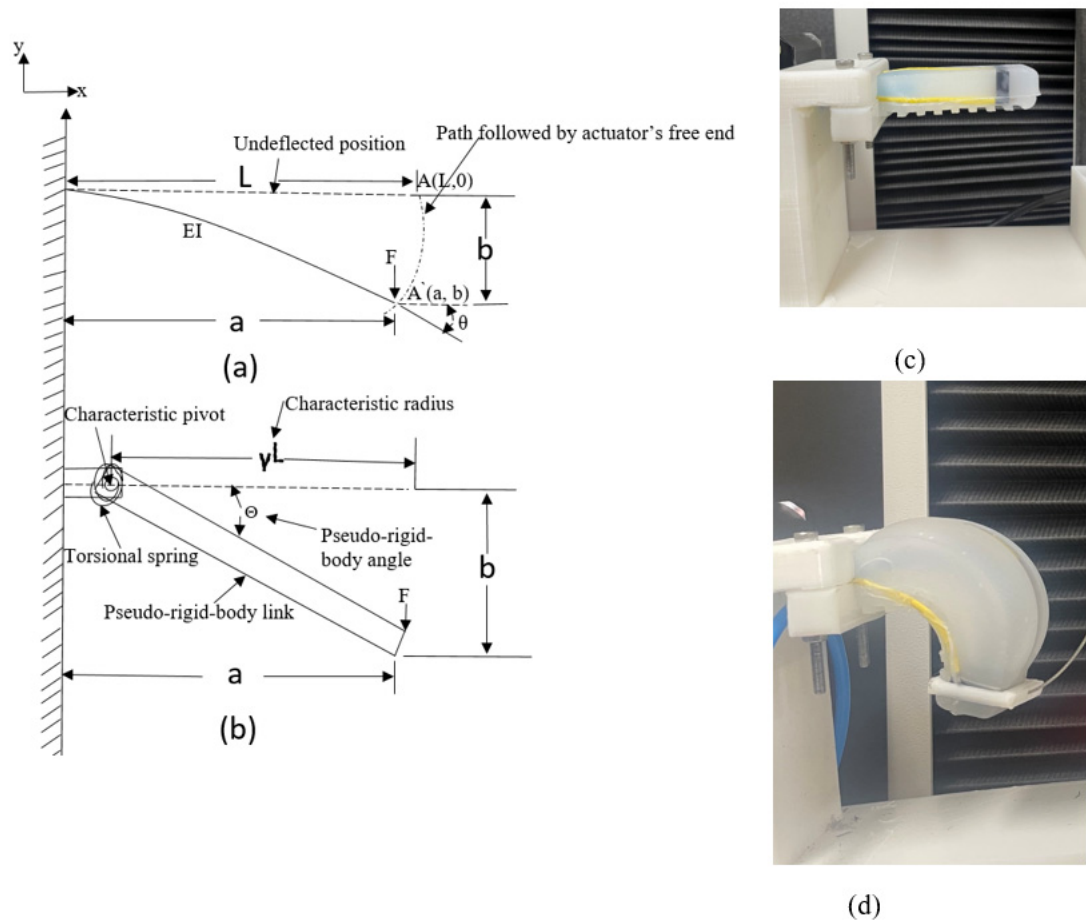 y
x
Undeflected position
Path followed by actuator's free end
L
A(L,0)
EI
b
F
A`(a, b)
θ
a
(a)
Characteristic pivot
Characteristic radius
γL
Θ
Pseudo-rigid-
body angle
Torsional spring
b
Pseudo-rigid-body link
F
a
(b)
(c)
(d)